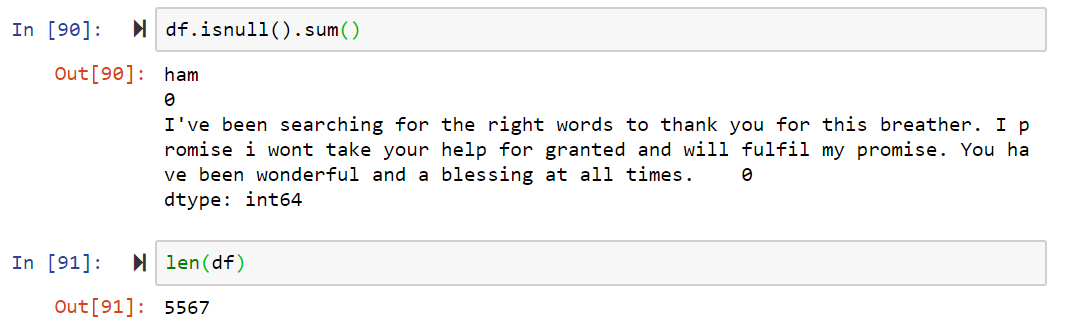 In [90]: df.isnull().sum()
Out[90]: ham
0
I've been searching for the right words to thank you for this breather. I p
romise i wont take your help for granted and will fulfil my promise. You ha
ve been wonderful and a blessing at all times.    0
dtype: int64
In [91]: len(df)
Out[91]: 5567